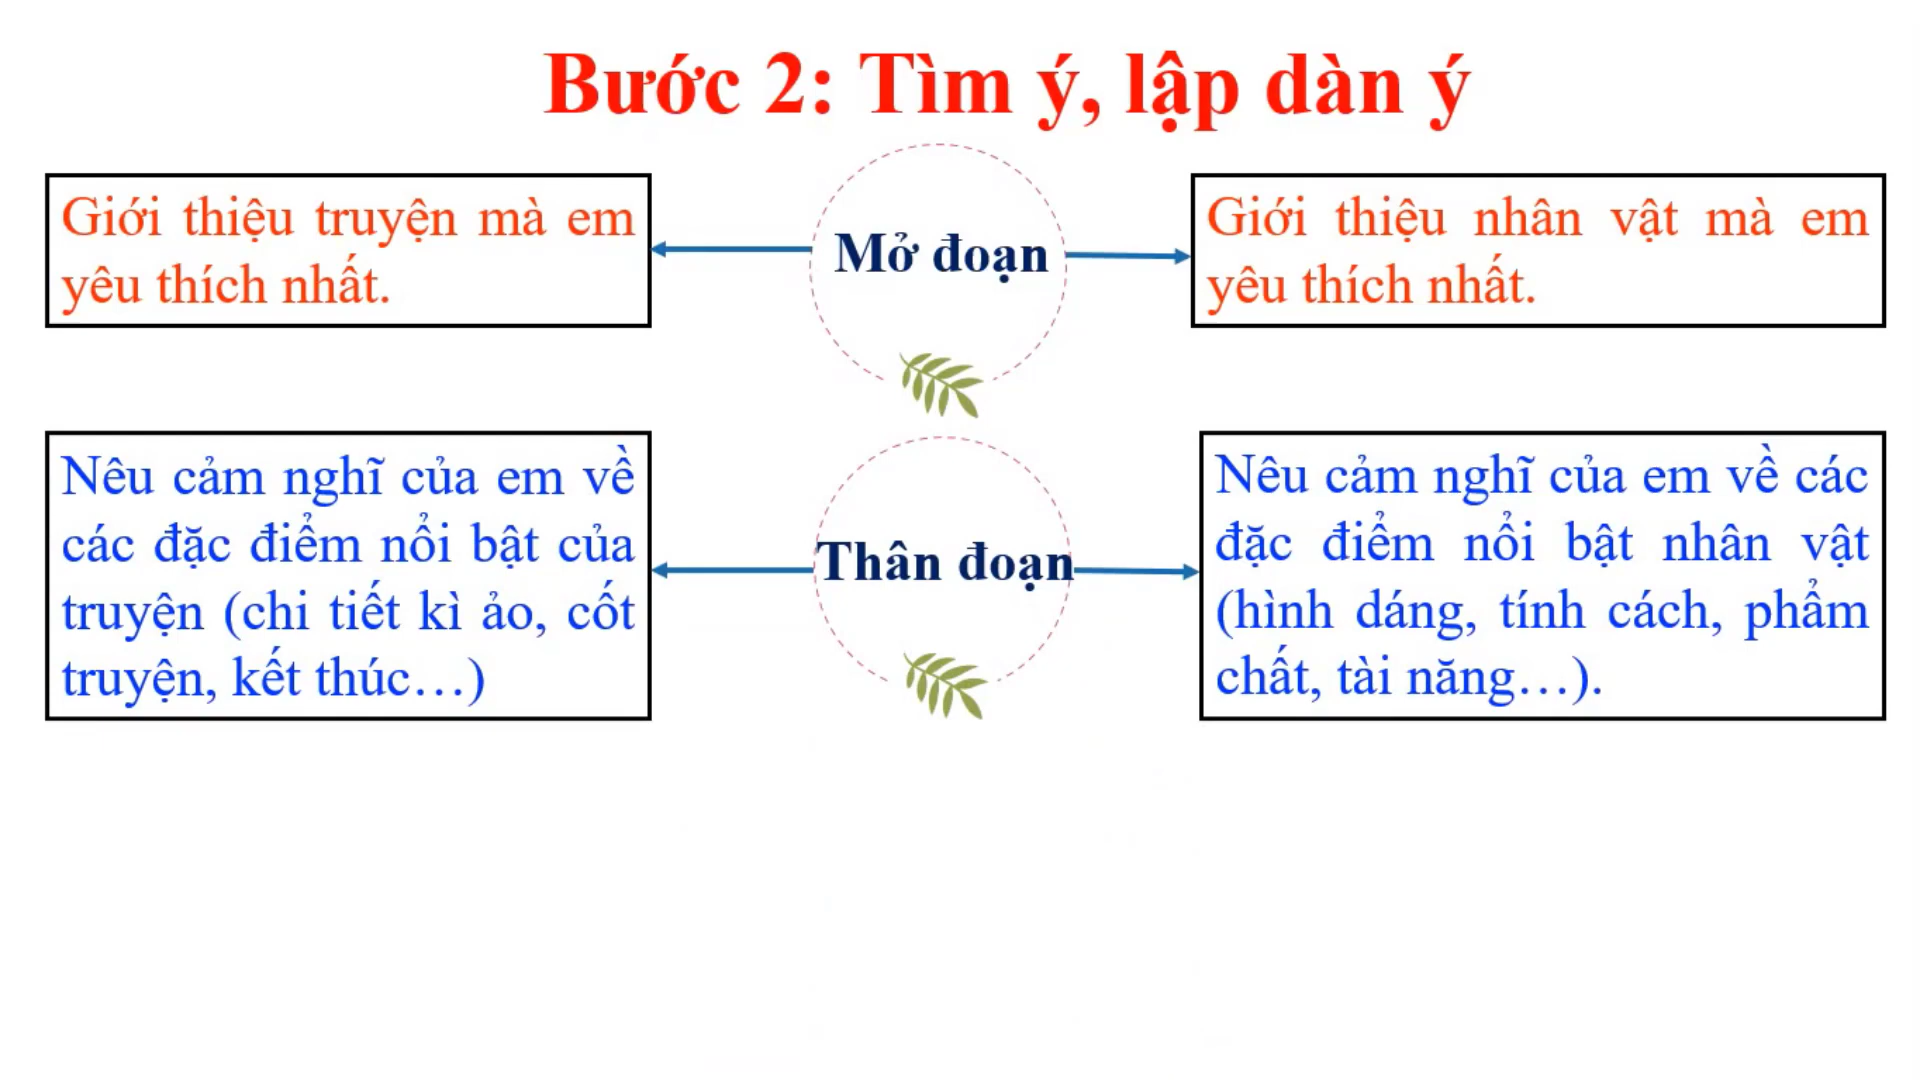 Bước 2: Tìm ý, lập dàn ý
Giới thiệu truyện mà em
yêu thích nhất.
Mở đoạn
Giới thiệu nhân vật mà em
yêu thích nhất.
Nêu cảm nghĩ của em về
các đặc điểm nổi bật của
truyện (chi tiết kì ảo, cốt
truyện, kết thúc…)
Thân đoạn
Nêu cảm nghĩ của em về các
đặc điểm nổi bật nhân vật
(hình dáng, tính cách, phẩm
chất, tài năng…).